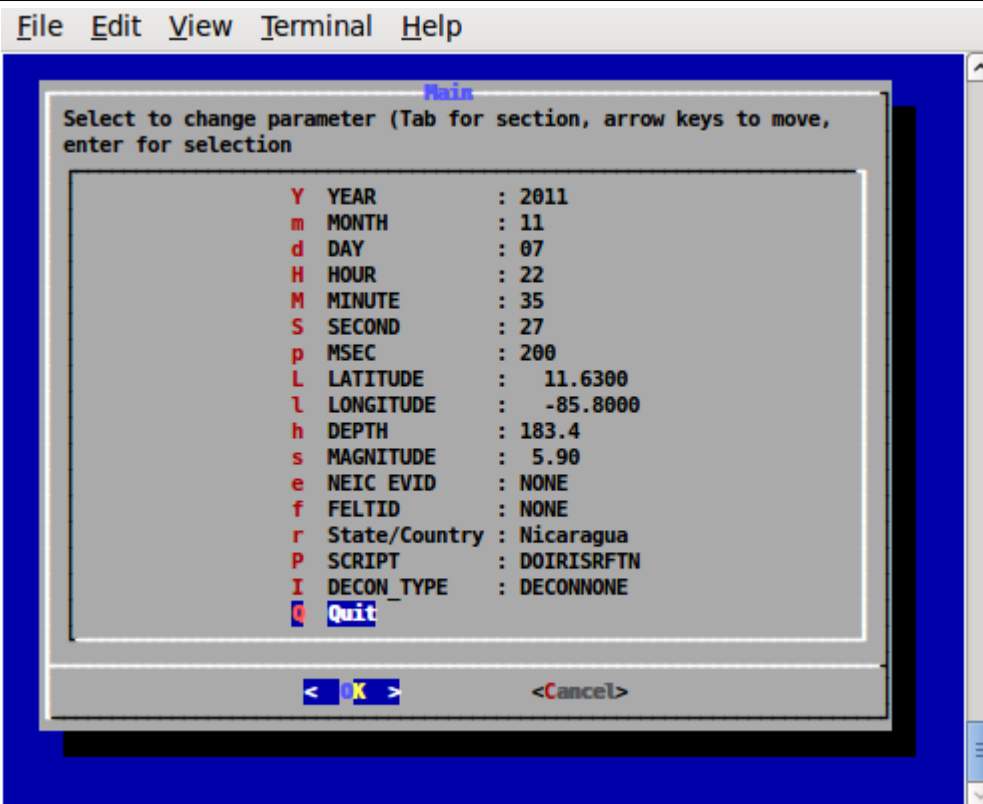 File Edit View Terminal Help
Main
Select to change parameter (Tab for section, arrow keys to move,
enter for selection
Y YEAR : 2011
m MONTH : 11
d DAY : 07
H HOUR : 22
M MINUTE : 35
S SECOND : 27
p MSEC : 200
L LATITUDE : 11.6300
l LONGITUDE : -85.8000
h DEPTH : 183.4
s MAGNITUDE : 5.90
e NEIC EVID : NONE
f FELTID : NONE
r State/Country : Nicaragua
P SCRIPT : DOIRISRFTN
I DECON_TYPE : DECONNONE
Q Quit
< OK > <Cancel>